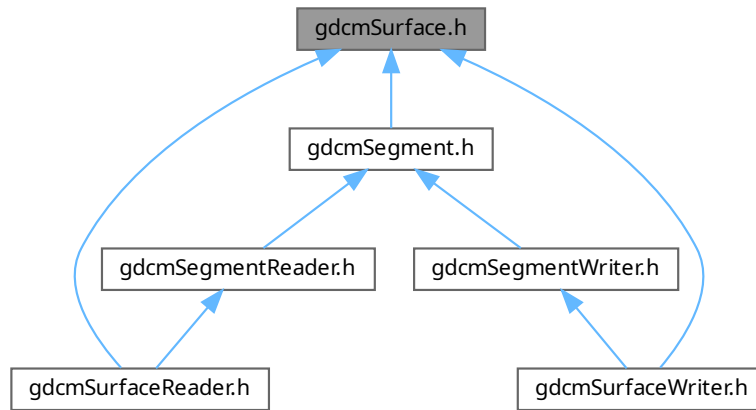 gdcmSurface.h
gdcmSegment.h
gdcmSegmentReader.h
gdcmSegmentWriter.h
gdcmSurfaceReader.h
gdcmSurfaceWriter.h